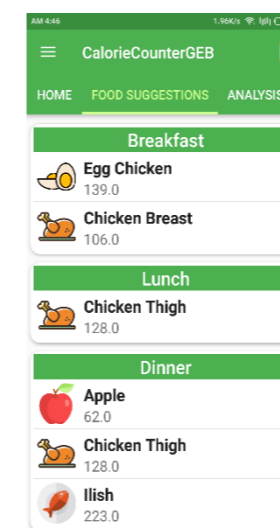 AM 4:46 1.96K/s
CalorieCounterGEB
HOME FOOD SUGGESTIONS ANALYSIS
Breakfast
Egg Chicken
139.0
Chicken Breast
106.0
Lunch
Chicken Thigh
128.0
Dinner
Apple
62.0
Chicken Thigh
128.0
Ilish
223.0